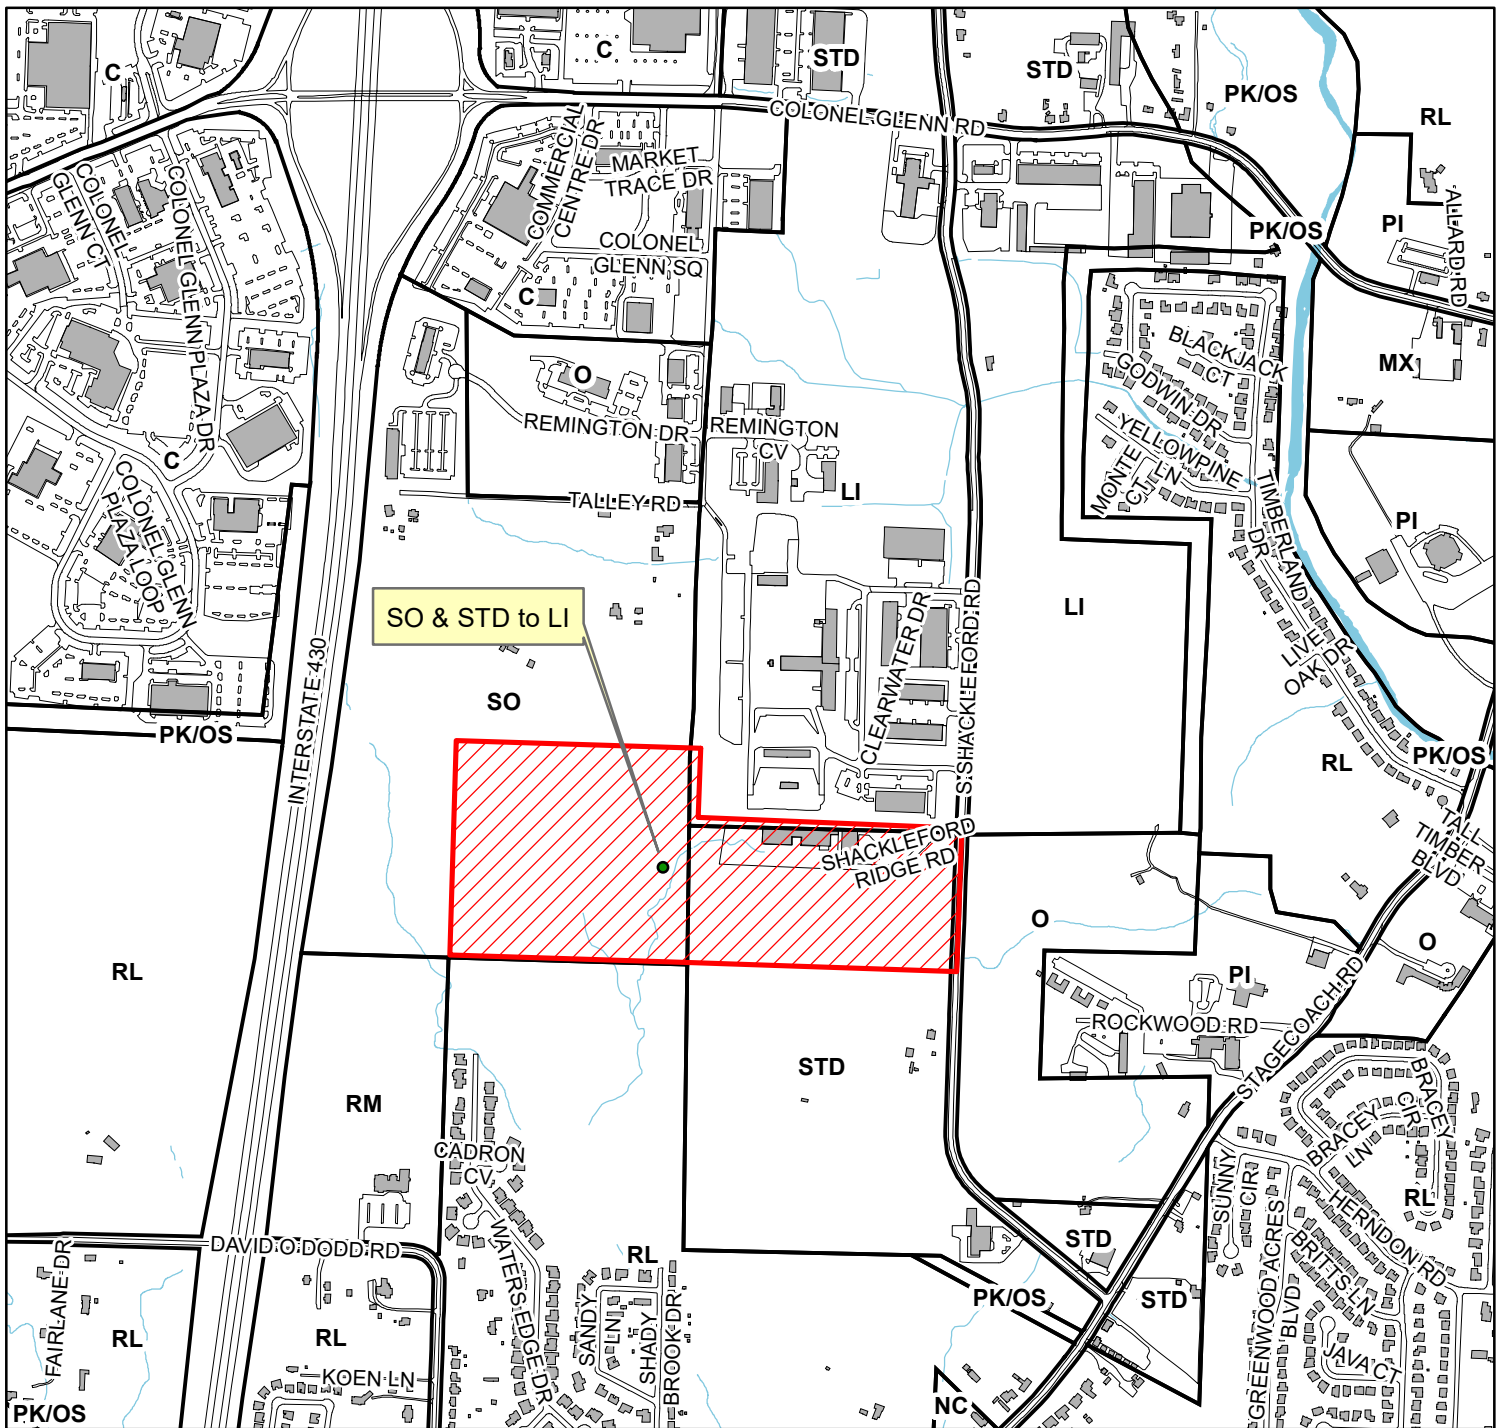 C
C
STD
STD
PK/OS
RL
COLONEL GLENN RD
COMMERCIAL
CENTRE DR
MARKET
TRACE DR
COLONEL
GLENN CT
COLONEL GLENN PLAZA DR
COLONEL
GLENN SQ
C
PK/OS
PI
ALLARD RD
O
REMINGTON DR
REMINGTON
CV
BLACKJACK
CT
GODWIN DR
YELLOWPINE
LN
MONTE
CT
MX
C
TALLEY RD
LI
TIMBERLAND
DR
PI
COLONEL GLENN
PLAZA LOOP
SO & STD to LI
CLEARWATER DR
S SHACKLEFORD RD
LI
LIVE
OAK DR
SO
INTERSTATE 430
PK/OS
RL
PK/OS
SHACKLEFORD
RIDGE RD
TALL
TIMBER
BLVD
O
O
RL
PI
ROCKWOOD RD
STAGECOACH RD
STD
RM
BRACEY
CIR
BRACEY
LN
CADRON
CV
SUNNY
CIR
RL
HERNDON RD
DAVID O DODD RD
WATERS EDGE DR
RL
STD
GREENWOOD ACRES
BLVD
BRITTS LN
FAIRLANE DR
RL
RL
SANDY
LN
SHADY
BROOK DR
PK/OS
STD
JAVA CT
KOEN LN
PK/OS
NC